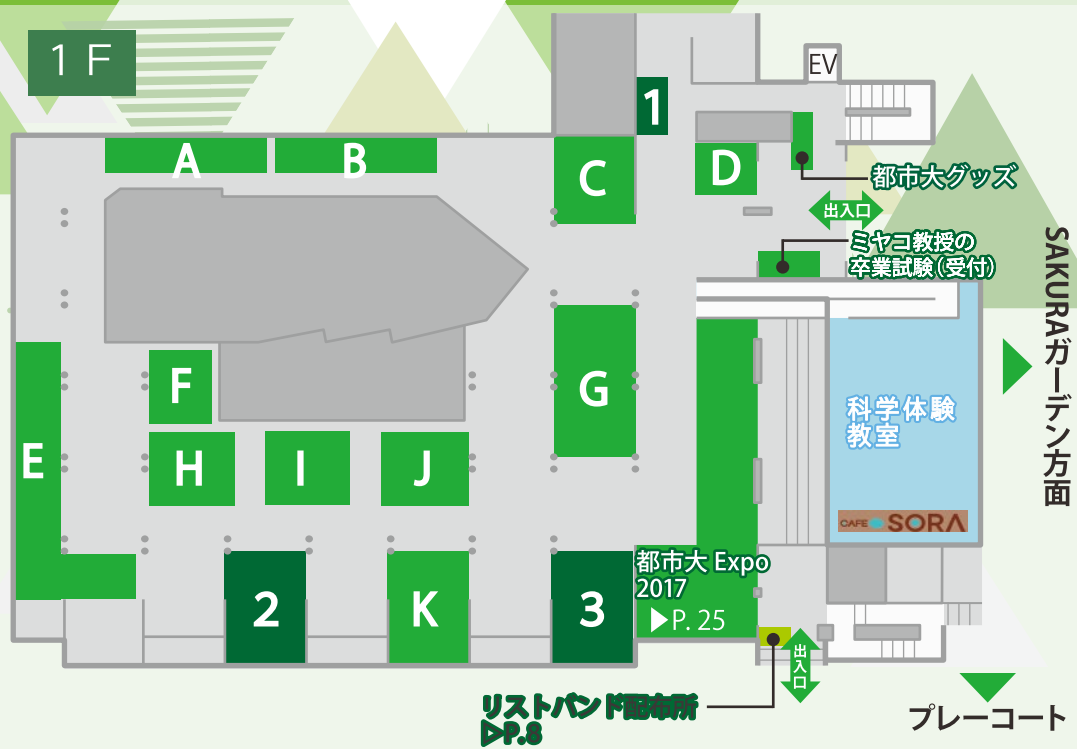 1F
EV
1
A
B
C
D
都市大グッズ
出入口
ミヤコ教授の
卒業試験(受付)
SAKURAガーデン方面
F
G
科学体験
教室
E
H
I
J
CAFE SORA
都市大 Expo
2017
▶P. 25
2
K
3
出入口
リストバンド配布所
▷P.8
プレーコート